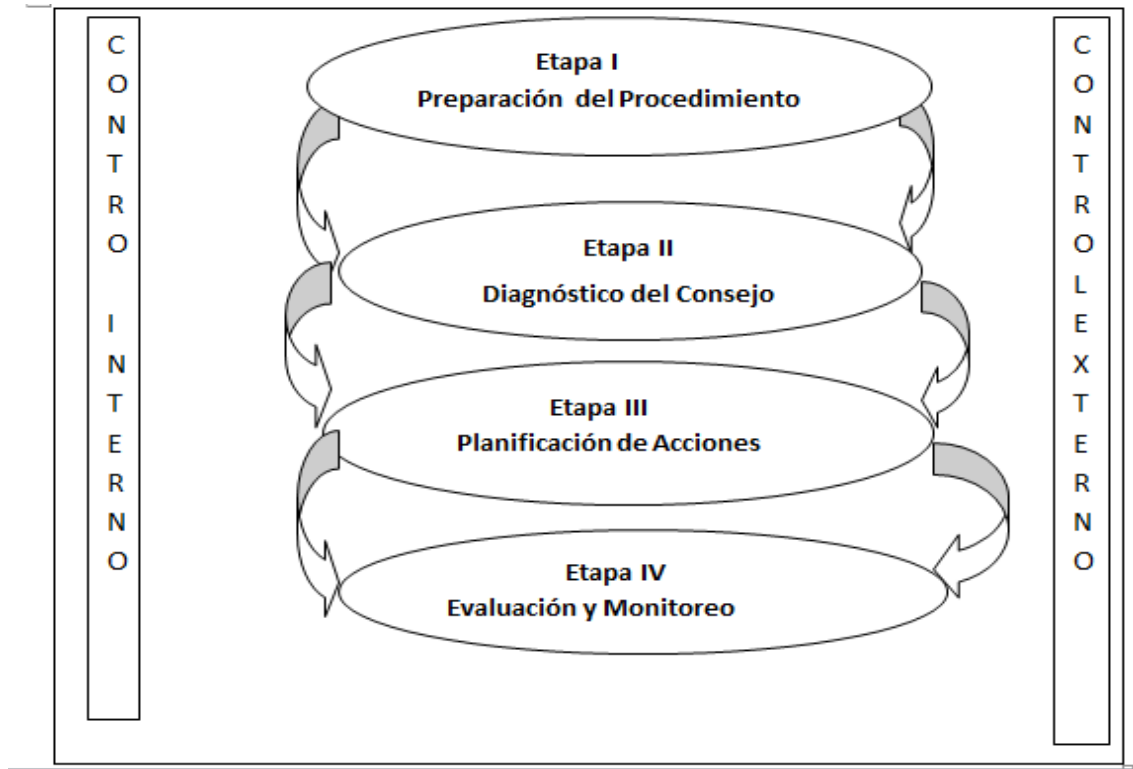 CONTRO INTERNO
Etapa I
Preparación del Procedimiento
Etapa II
Diagnóstico del Consejo
Etapa III
Planificación de Acciones
Etapa IV
Evaluación y Monitoreo
CONTROLEXTERNO